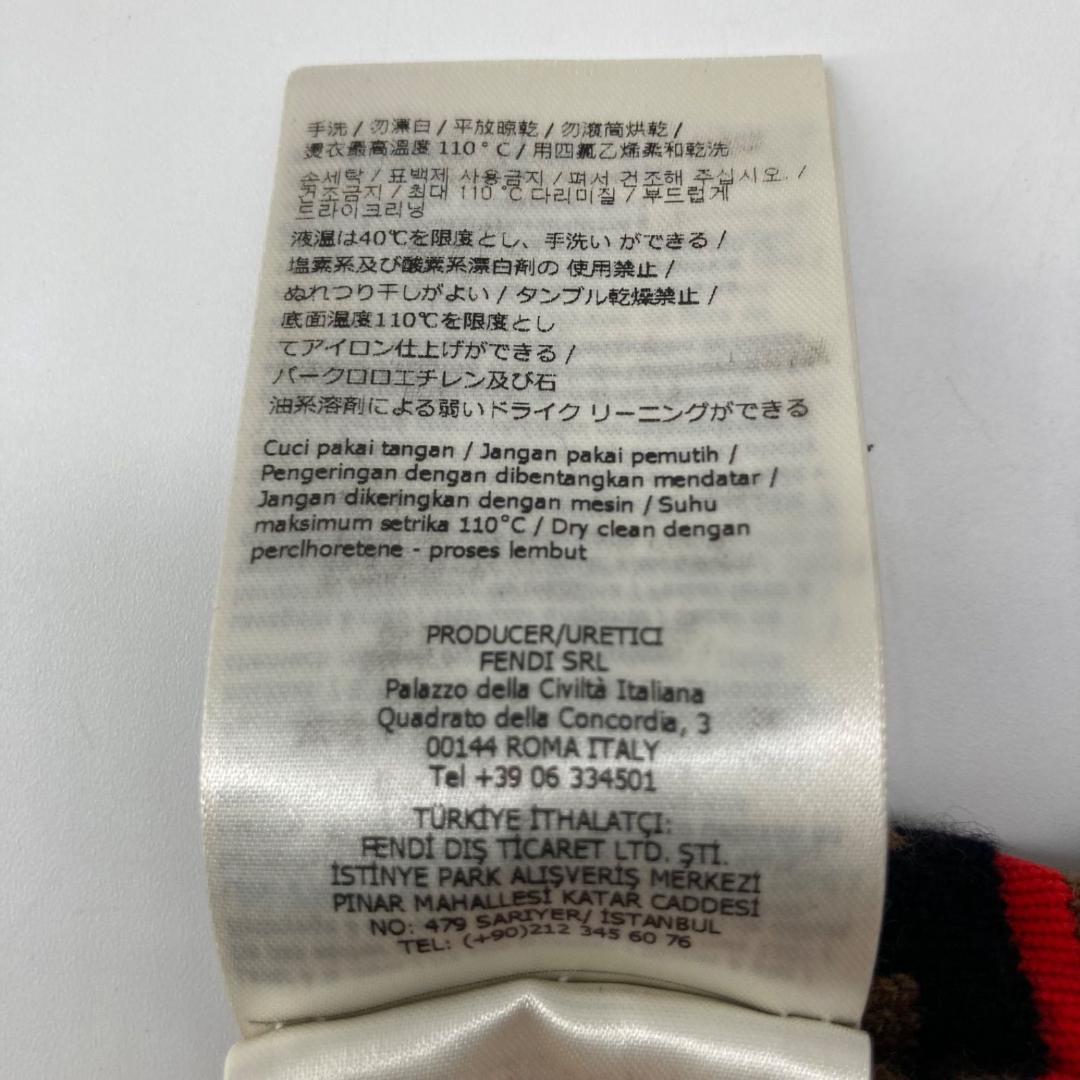 手洗 / 勿漂白 / 平放晾乾 / 勿滾筒烘乾 /
燙衣最高溫度 110°C / 用四氯乙烯柔和乾洗
손세탁 / 표백제 사용금지 / 펴서 건조해 주십시오. /
건조금지 / 최대 110°C 다리미질 / 부드럽게
드라이크리닝
液温は40℃を限度とし、手洗い ができる /
塩素系及び酸素系漂白剤の 使用禁止 /
ぬれつり干しがよい / タンブル乾燥禁止 /
底面温度110℃を限度とし
てアイロン仕上げができる /
パークロロエチレン及び石
油系溶剤による弱いドライク リーニングができる
Cuci pakai tangan / Jangan pakai pemutih /
Pengeringan dengan dibentangkan mendatar /
Jangan dikeringkan dengan mesin / Suhu
maksimum setrika 110°C / Dry clean dengan
perclhoretene - proses lembut
PRODUCER/URETICI
FENDI SRL
Palazzo della Civiltà Italiana
Quadrato della Concordia, 3
00144 ROMA ITALY
Tel +39 06 334501
TÜRKİYE İTHALATÇI:
FENDİ DIŞ TİCARET LTD. ŞTİ.
İSTİNYE PARK ALIŞVERİŞ MERKEZİ
PINAR MAHALLESİ KATAR CADDESİ
NO: 479 SARIYER/ İSTANBUL
TEL: (+90)212 345 60 76